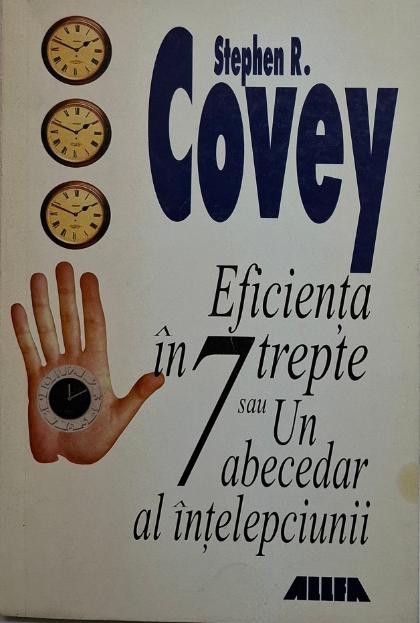 Stephen R.
Covey
Eficiența
în 7 trepte
sau Un
abecedar
al înțelepciunii
ALLFA